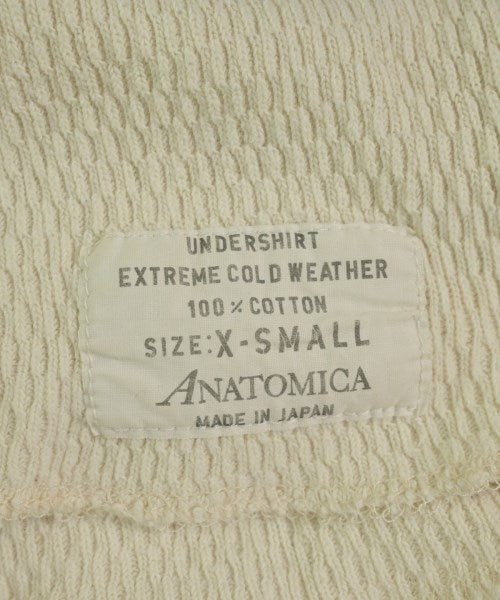 UNDERSHIRT
EXTREME COLD WEATHER
100% COTTON
SIZE: X-SMALL
ANATOMICA
MADE IN JAPAN